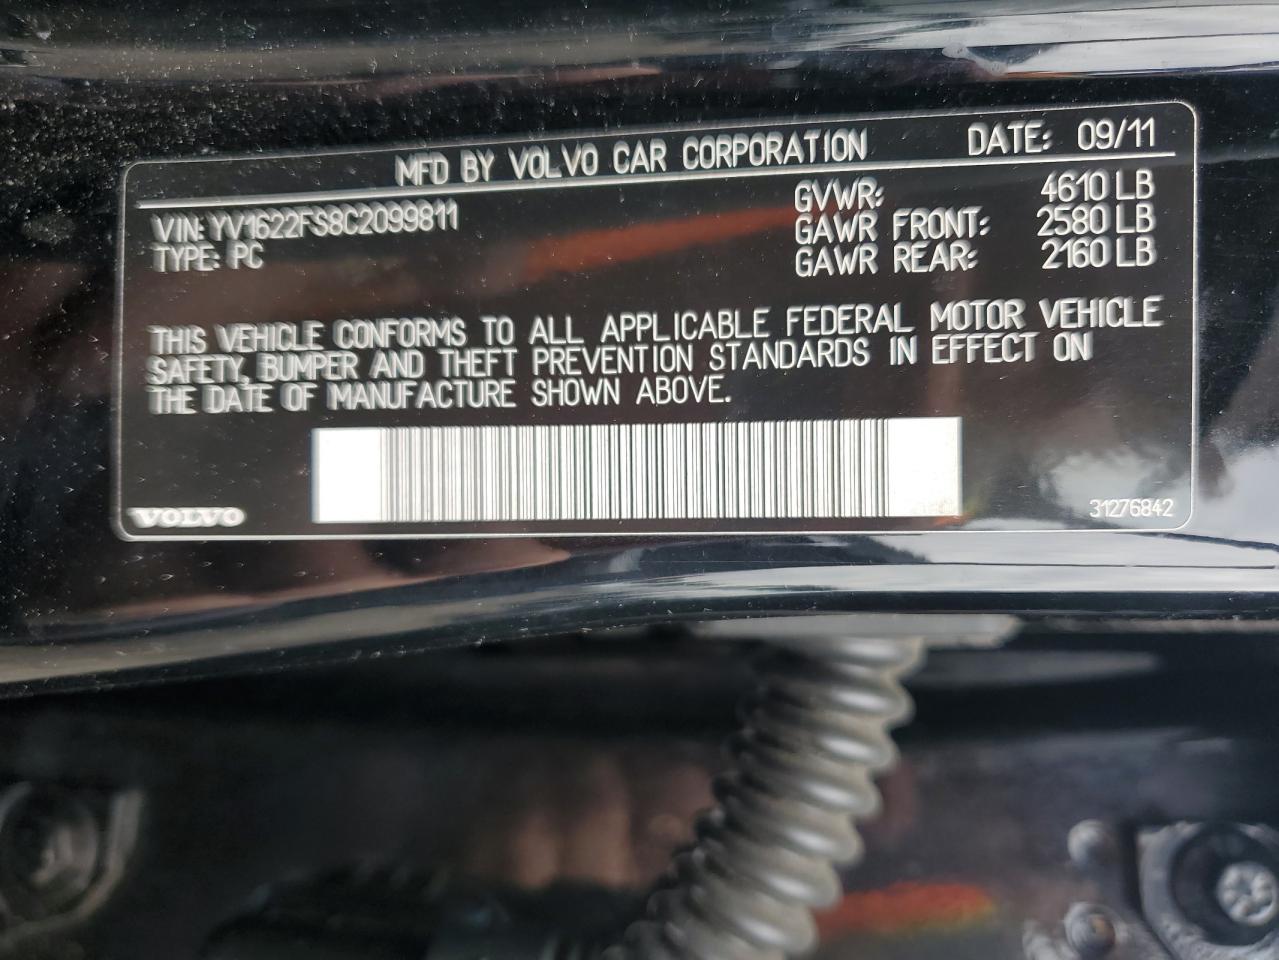 MFD BY VOLVO CAR CORPORATION DATE: 09/11
VIN: YV1622FS8C2099811
TYPE: PC
GVWR: 4610 LB
GAWR FRONT: 2580 LB
GAWR REAR: 2160 LB
THIS VEHICLE CONFORMS TO ALL APPLICABLE FEDERAL MOTOR VEHICLE
SAFETY, BUMPER AND THEFT PREVENTION STANDARDS IN EFFECT ON
THE DATE OF MANUFACTURE SHOWN ABOVE.
VOLVO
31276842